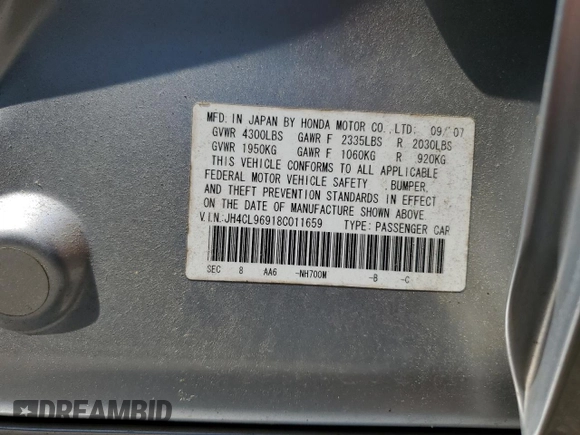 MFD. IN JAPAN BY HONDA MOTOR CO., LTD: 09/07
GVWR 4300LBS GAWR F 2335LBS R 2030LBS
GVWR 1950KG GAWR F 1060KG R 920KG
THIS VEHICLE CONFORMS TO ALL APPLICABLE
FEDERAL MOTOR VEHICLE SAFETY , BUMPER,
AND THEFT PREVENTION STANDARDS IN EFFECT
ON THE DATE OF MANUFACTURE SHOWN ABOVE
V.I.N.:JH4CL96918C011659 TYPE: PASSENGER CAR
SEC 8 AA6 -NH700M -B -C
DREAMBID